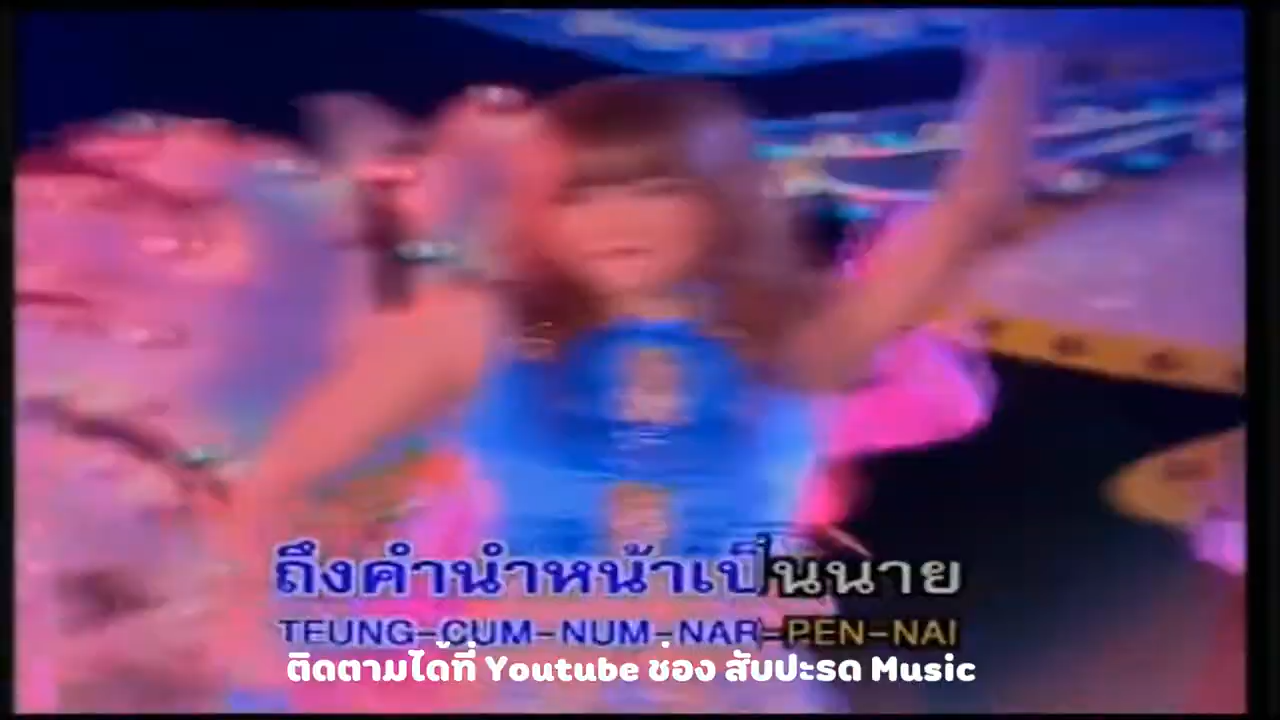 ถึงคำนำหน้าเป็นนาย
TEUNG-CUM-NUM-NAR-PEN-NAI
ติดตามได้ที่ Youtube ช่อง สับปะรด Music